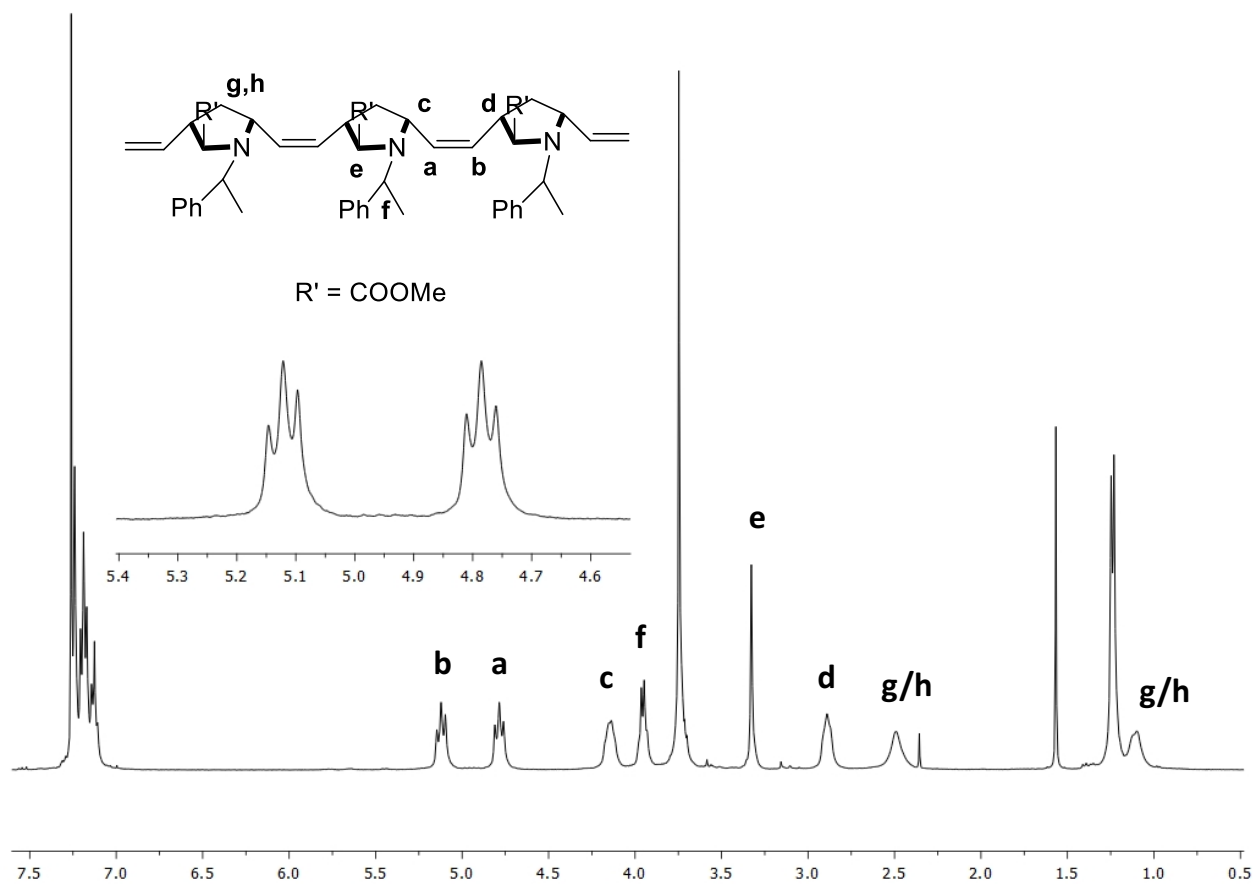 g,h
R' R' c d R'
N N N
e a b
Ph Ph f Ph
R' = COOMe
5.4 5.3 5.2 5.1 5.0 4.9 4.8 4.7 4.6
e
f
b a c d g/h g/h
7.5 7.0 6.5 6.0 5.5 5.0 4.5 4.0 3.5 3.0 2.5 2.0 1.5 1.0 0.5